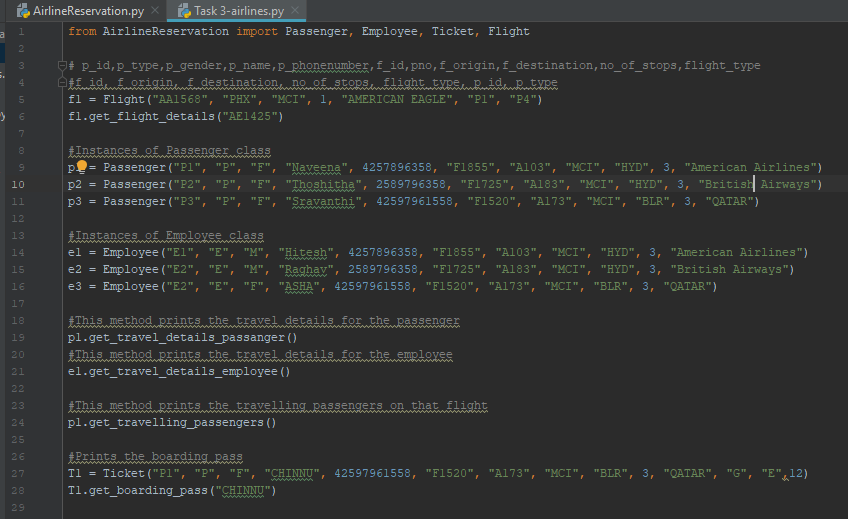 AirlineReservation.py × Task 3-airlines.py ×
1 from AirlineReservation import Passenger, Employee, Ticket, Flight
2
3 # p_id,p_type,p_gender,p_name,p_phonenumber,f_id,pno,f_origin,f_destination,no_of_stops,flight_type
4 #f_id, f_origin, f_destination, no_of_stops, flight_type, p_id, p_type
5 f1 = Flight("AA1568", "PHX", "MCI", 1, "AMERICAN EAGLE", "P1", "P4")
6 f1.get_flight_details("AE1425")
7
8 #Instances of Passenger class
9 p1 = Passenger("P1", "P", "F", "Naveena", 4257896358, "F1855", "A103", "MCI", "HYD", 3, "American Airlines")
10 p2 = Passenger("P2", "P", "F", "Thoshitha", 2589796358, "F1725", "A183", "MCI", "HYD", 3, "British Airways")
11 p3 = Passenger("P3", "P", "F", "Sravanthi", 42597961558, "F1520", "A173", "MCI", "BLR", 3, "QATAR")
12
13 #Instances of Employee class
14 e1 = Employee("E1", "E", "M", "Hitesh", 4257896358, "F1855", "A103", "MCI", "HYD", 3, "American Airlines")
15 e2 = Employee("E2", "E", "M", "Raghav", 2589796358, "F1725", "A183", "MCI", "HYD", 3, "British Airways")
16 e3 = Employee("E2", "E", "F", "ASHA", 42597961558, "F1520", "A173", "MCI", "BLR", 3, "QATAR")
17
18 #This method prints the travel details for the passenger
19 p1.get_travel_details_passanger()
20 #This method prints the travel details for the employee
21 e1.get_travel_details_employee()
22
23 #This method prints the travelling passengers on that flight
24 p1.get_travelling_passengers()
25
26 #Prints the boarding pass
27 T1 = Ticket("P1", "P", "F", "CHINNU", 42597961558, "F1520", "A173", "MCI", "BLR", 3, "QATAR", "G", "E",12)
28 T1.get_boarding_pass("CHINNU")
29